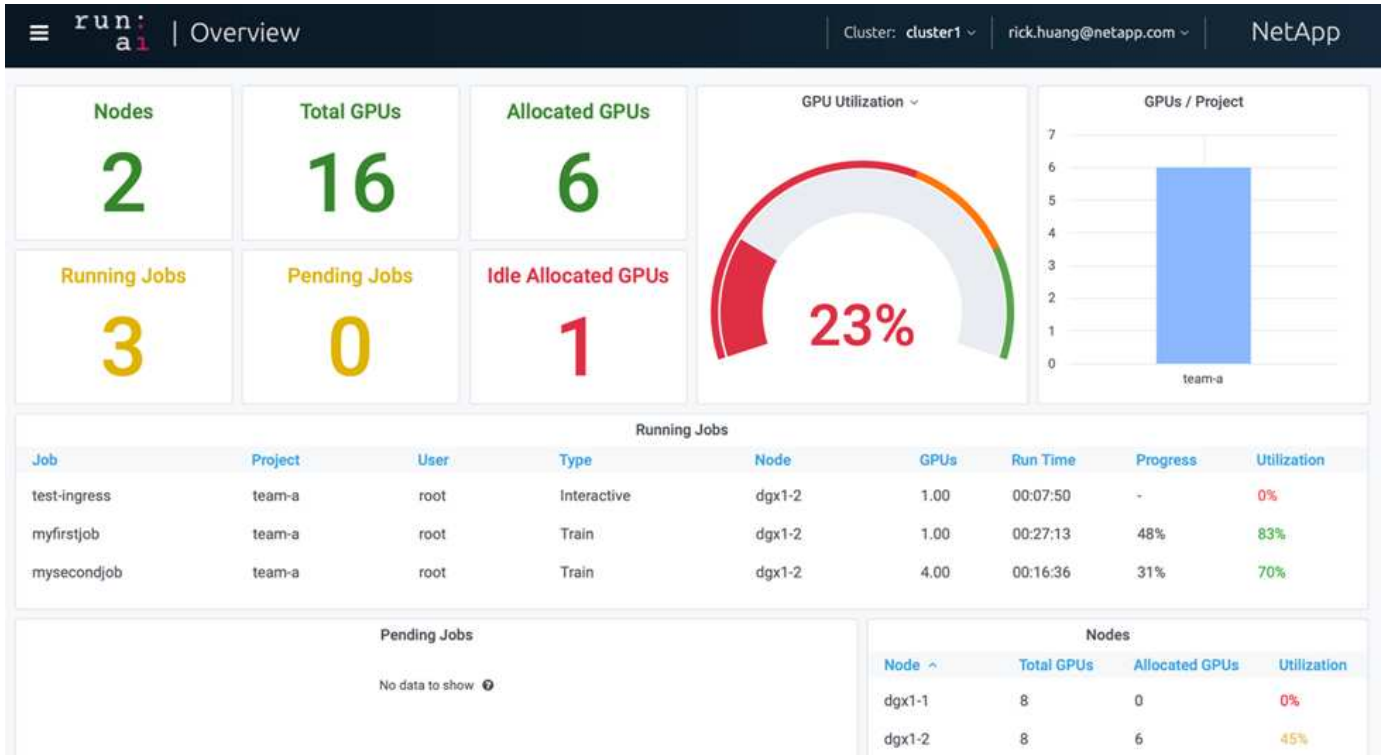 run: ai | Overview Cluster: cluster1 rick.huang@netapp.com NetApp
Nodes
2
Total GPUs
16
Allocated GPUs
6
Running Jobs
3
Pending Jobs
0
Idle Allocated GPUs
1
GPU Utilization
23%
GPUs / Project
7
6
5
4
3
2
1
0
team-a
Running Jobs
Job Project User Type Node GPUs Run Time Progress Utilization
test-ingress team-a root Interactive dgx1-2 1.00 00:07:50 - 0%
myfirstjob team-a root Train dgx1-2 1.00 00:27:13 48% 83%
mysecondjob team-a root Train dgx1-2 4.00 00:16:36 31% 70%
Pending Jobs
No data to show
Nodes
Node Total GPUs Allocated GPUs Utilization
dgx1-1 8 0 0%
dgx1-2 8 6 45%